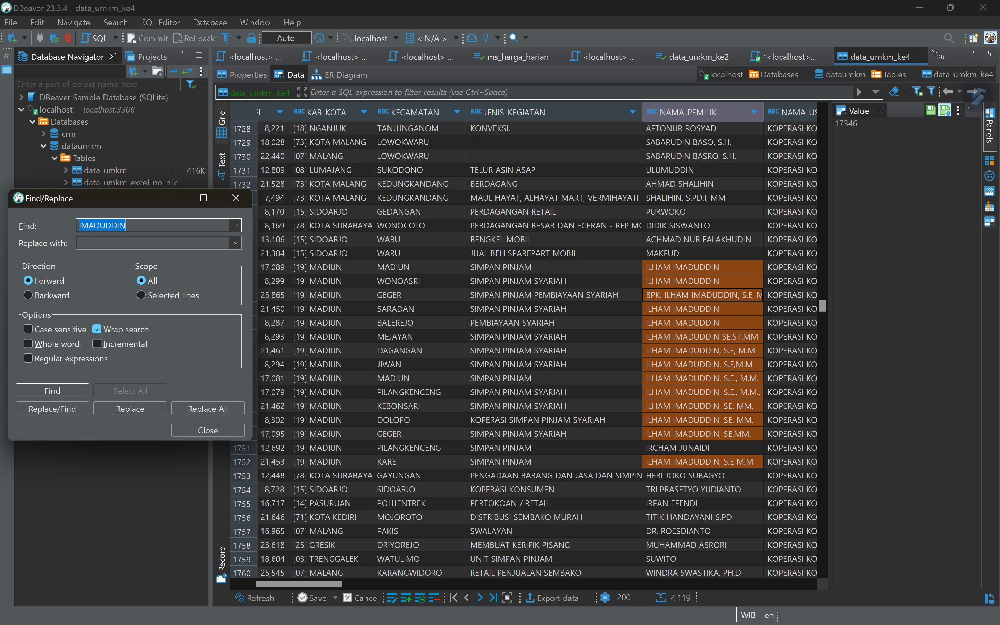 DBeaver 23.3.4 - data_umkm_ke4
File Edit Navigate Search SQL Editor Database Window Help
SQL Commit Rollback Auto localhost < N/A >
Database Navigator Projects
<localhost> ... <localhost> ... <localhost> ... ms_harga_harian <localhost> ... data_umkm_ke2 *<localhost>... data_umkm_ke4 »28
Properties Data ER Diagram localhost Databases dataumkm Tables data_umkm_ke4
Enter a part of object name here
data_umkm_ke4 Enter a SQL expression to filter results (use Ctrl+Space)
DBeaver Sample Database (SQLite)
localhost - localhost:3306
Databases
crm
dataumkm
Tables
data_umkm 416K
data_umkm_excel_no_nik
Find/Replace
Find: IMADUDDIN
Replace with:
Direction Scope
Forward All
Backward Selected lines
Options
Case sensitive Wrap search
Whole word Incremental
Regular expressions
Find Select All
Replace/Find Replace Replace All
Close
Grid
Text
Record
EL ABC KAB_KOTA ABC KECAMATAN ABC JENIS_KEGIATAN ABC NAMA_PEMILIK ABC NAMA_US
1728 8,221 [18] NGANJUK TANJUNGANOM KONVEKSI, AFTONUR ROSYAD KOPERASI KO
1729 18,028 [73] KOTA MALANG LOWOKWARU - SABARUDIN BASO, S.H. KOPERASI KO
1730 22,440 [07] MALANG LOWOKWARU - SABARUDIN BASRO, S.H. KOPERASI KO
1731 12,809 [08] LUMAJANG SUKODONO TELUR ASIN ASAP ULUMUDDIN KOPERASI KO
1732 21,528 [73] KOTA MALANG KEDUNGKANDANG BERDAGANG AHMAD SHALIHIN KOPERASI KO
7,494 [73] KOTA MALANG KEDUNGKANDANG MAUL HAYAT, ALHAYAT MART, VERMIHAYATI SHALIHIN, S.PD.I, MM KOPERASI KO
8,170 [15] SIDOARJO GEDANGAN PERDAGANGAN RETAIL PURWOKO KOPERASI KO
8,169 [78] KOTA SURABAYA WONOCOLO PERDAGANGAN BESAR DAN ECERAN - REP MC DIDIK SISWANTO KOPERASI KO
13,106 [15] SIDOARJO WARU BENGKEL MOBIL ACHMAD NUR FALAKHUDIN KOPERASI KO
21,304 [15] SIDOARJO WARU JUAL BELI SPAREPART MOBIL MAKFUD KOPERASI KO
17,089 [19] MADIUN MADIUN SIMPAN PINJAM ILHAM IMADUDDIN KOPERASI KO
8,299 [19] MADIUN WONOASRI SIMPAN PINJAM SYARIAH ILHAM IMADUDDIN KOPERASI KO
25,865 [19] MADIUN GEGER SIMPAN PINJAM PEMBIAYAAN SYARIAH BPK. ILHAM IMADUDDIN, S.E, M KOPERASI KO
21,450 [19] MADIUN SARADAN SIMPAN PINJAM SYARIAH ILHAM IMADUDDIN KOPERASI KO
8,287 [19] MADIUN BALEREJO PEMBIAYAAN SYARIAH ILHAM IMADUDDIN KOPERASI KO
8,293 [19] MADIUN MEJAYAN SIMPAN PINJAM SYARIAH ILHAM IMADUDDIN SE.ST.MM KOPERASI KO
21,461 [19] MADIUN DAGANGAN SIMPAN PINJAM SYARIAH ILHAM IMADUDDIN, S.E, M.M KOPERASI KO
8,294 [19] MADIUN JIWAN SIMPAN PINJAM SYARIAH ILHAM IMADUDDIN, S.E,M.M KOPERASI KO
17,081 [19] MADIUN MADIUN SIMPAN PINJAM ILHAM IMADUDDIN, S.E., M.M. KOPERASI KO
17,079 [19] MADIUN PILANGKENCENG SIMPAN PINJAM SYARIAH ILHAM IMADUDDIN, S.E., M.M., KOPERASI KO
21,462 [19] MADIUN KEBONSARI SIMPAN PINJAM SYARIAH ILHAM IMADUDDIN, SE. MM. KOPERASI KO
8,302 [19] MADIUN DOLOPO KOPERASI SIMPAN PINJAM SYARIAH ILHAM IMADUDDIN, SE. MM. KOPERASI KO
17,095 [19] MADIUN GEGER SIMPAN PINJAM SYARIAH ILHAM IMADUDDIN, SE.MM. KOPERASI KO
1751 12,692 [19] MADIUN PILANGKENCENG SIMPAN PINJAM IRCHAM JUNAIDI KOPERASI KO
1752 21,453 [19] MADIUN KARE SIMPAN PINJAM ILHAM IMADUDDIN, S.E M.M KOPERASI KO
1753 12,448 [78] KOTA SURABAYA GAYUNGAN PENGADAAN BARANG DAN JASA DAN SIMPIN HERI JOKO SUBAGYO KOPERASI KO
1754 8,728 [15] SIDOARJO SIDOARJO KOPERASI KONSUMEN TRI PRASETYO YUDIANTO KOPERASI KO
1755 16,717 [14] PASURUAN POHJENTREK PERTOKOAN / RETAIL IRFAN EFENDI KOPERASI KO
1756 21,646 [71] KOTA KEDIRI MOJOROTO DISTRIBUSI SEMBAKO MURAH TITIK HANDAYANI S.PD KOPERASI KO
1757 16,965 [07] MALANG PAKIS SWALAYAN DR. ROESDIANTO KOPERASI KO
1758 23,618 [25] GRESIK DRIYOREJO MEMBUAT KERIPIK PISANG MUHAMMAD ASRORI KOPERASI KO
1759 18,604 [03] TRENGGALEK WATULIMO UNIT SIMPAN PINJAM SUWITO KOPERASI KO
1760 25,545 [07] MALANG KARANGWIDORO RETAIL PENJUALAN SEMBAKO WINDRA SWASTIKA, PH.D KOPERASI KO
Value
17346
Panels
Refresh Save Cancel Export data 200 4,119
WIB en